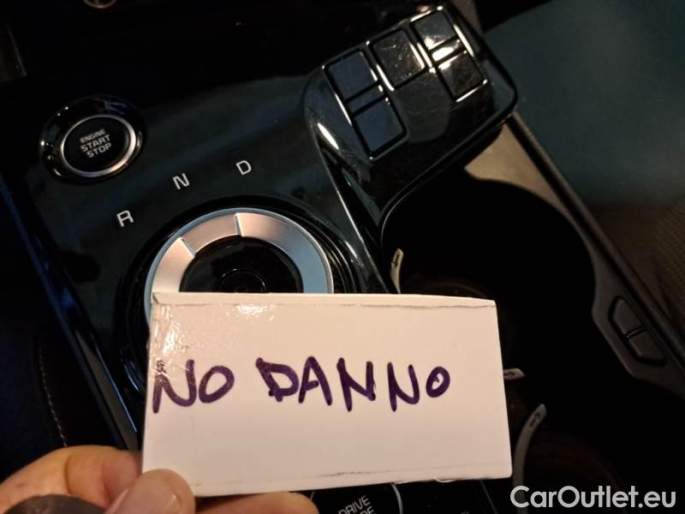 ENGINE
START
STOP
R N D
NO DANNO
DRIVE
CarOutlet.eu